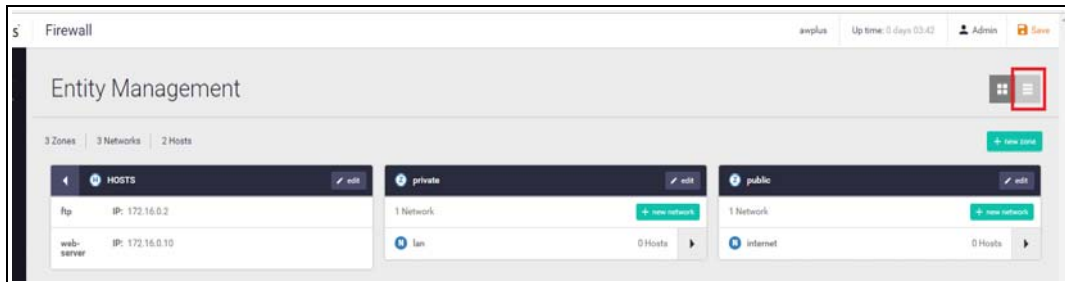 s Firewall awplus Up time: 0 days 03:42 Admin Save
Entity Management
3 Zones 3 Networks 2 Hosts + new zone
H HOSTS edit Z private edit Z public edit
ftp IP: 172.16.0.2 1 Network + new network 1 Network + new network
web- IP: 172.16.0.10 N lan 0 Hosts N internet 0 Hosts
server